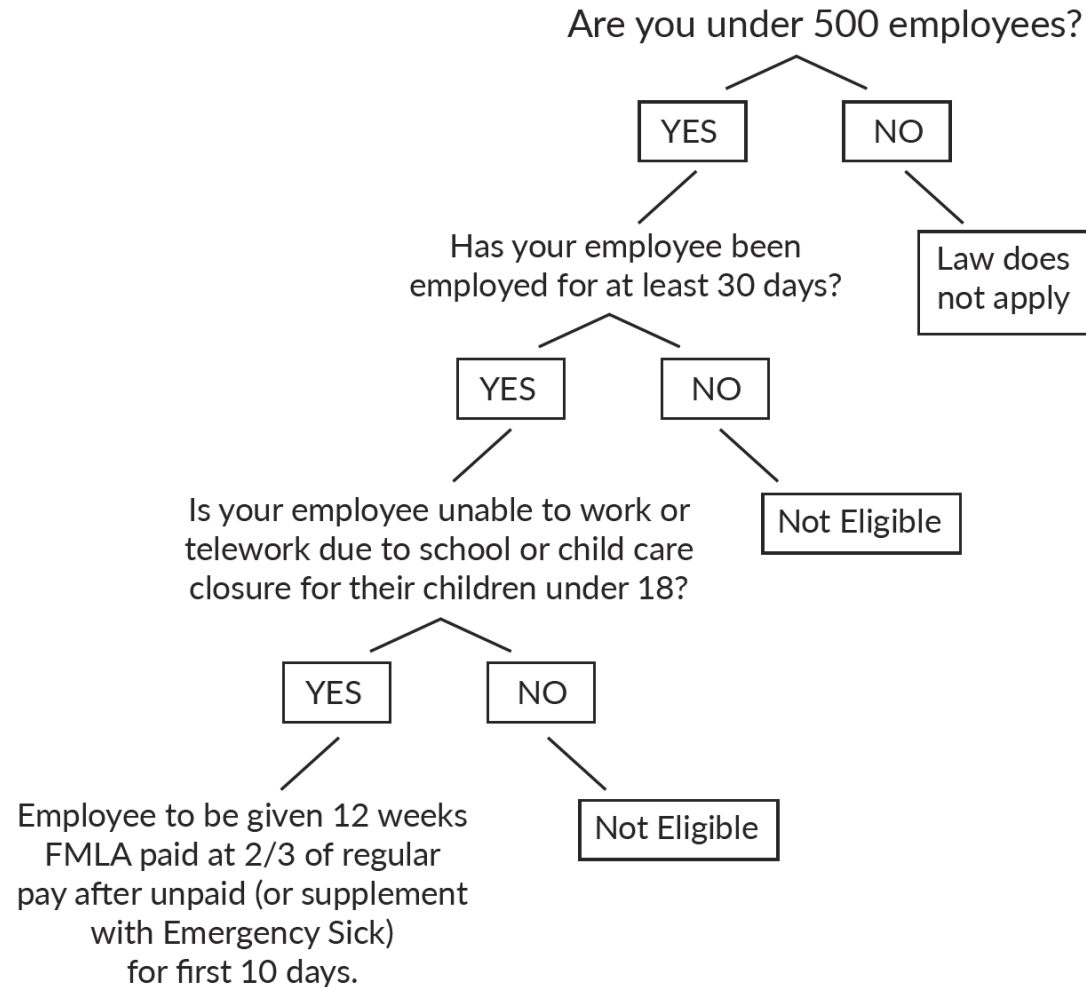 Are you under 500 employees?
YES
NO
Has your employee been
employed for at least 30 days?
Law does
not apply
YES
NO
Is your employee unable to work or
telework due to school or child care
closure for their children under 18?
Not Eligible
YES
NO
Employee to be given 12 weeks
FMLA paid at 2/3 of regular
pay after unpaid (or supplement
with Emergency Sick)
for first 10 days.
Not Eligible